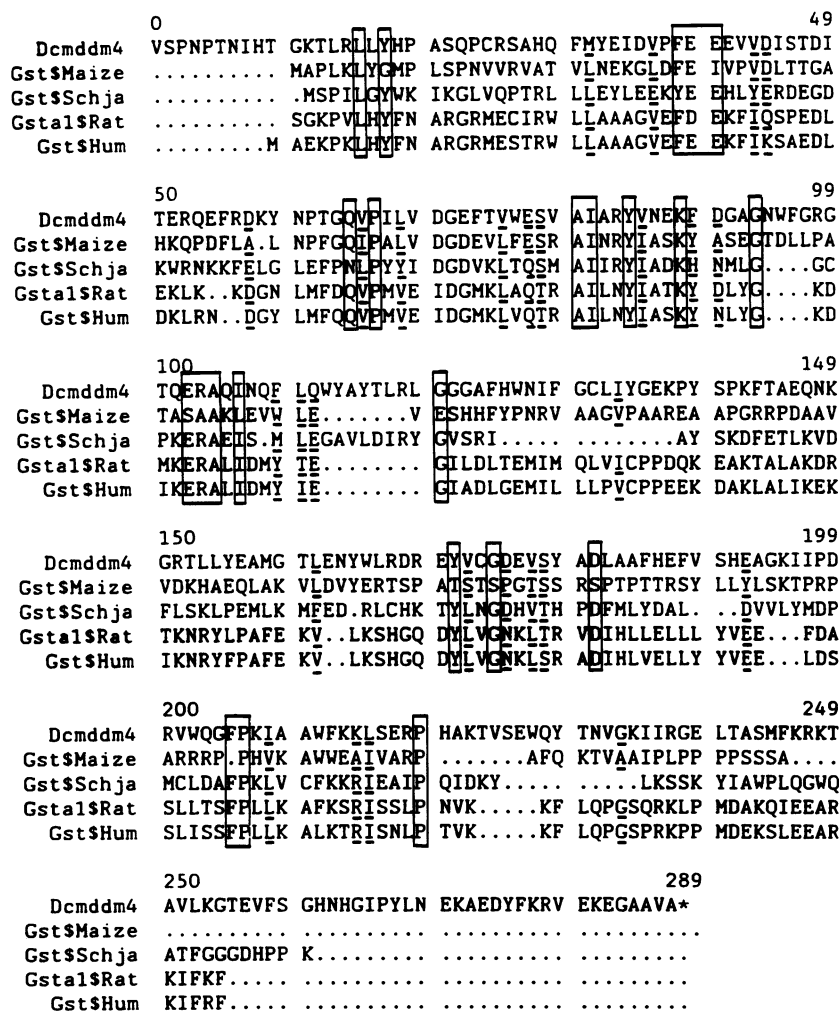 0 49
Dcmddm4 VSPNPTNIHT GKTLRLLYHP ASQPCRSAHQ FMYEIDVPFE EEVVDISTDI
Gst$Maize .......... MAPLKLYGMP LSPNVVRVAT VLNEKGLDFE IVPVDLTTGA
Gst$Schja .......... .MSPILGYWK IKGLVQPTRL LLEYLEEKYE EHLYERDEGD
Gsta1$Rat .......... SGKPVLHYFN ARGRMECIRW LLAAAGVEFD EKFIQSPEDL
Gst$Hum .........M AEKPKLHYFN ARGRMESTRW LLAAAGVEFE EKFIKSAEDL
50 99
Dcmddm4 TERQEFRDKY NPTGQVPILV DGEFTVWESV AIARYVNEKF DGAGNWFGRG
Gst$Maize HKQPDFLA.L NPFGQIPALV DGDEVLFESR AINRYIASKY ASEGTDLLPA
Gst$Schja KWRNKKFELG LEFPNLPYYI DGDVKLTQSM AIIRYIADKH NMLG....GC
Gsta1$Rat EKLK..KDGN LMFDQVPMVE IDGMKLAQTR AILNYIATKY DLYG....KD
Gst$Hum DKLRN..DGY LMFQQVPMVE IDGMKLVQTR AILNYIASKY NLYG....KD
100 149
Dcmddm4 TQERAQINQF LQWYAYTLRL GGGAFHWNIF GCLIYGEKPY SPKFTAEQNK
Gst$Maize TASAAKLEVW LE.......V ESHHFYPNRV AAGVPAAREA APGRRPDAAV
Gst$Schja PKERAEIS.M LEGAVLDIRY GVSRI..... ........AY SKDFETLKVD
Gsta1$Rat MKERALIDMY TE........ GILDLTEMIM QLVICPPDQK EAKTALAKDR
Gst$Hum IKERALIDMY IE........ GIADLGEMIL LLPVCPPEEK DAKLALIKEK
150 199
Dcmddm4 GRTLLYEAMG TLENYWLRDR EYVCGDEVSY ADLAAFHEFV SHEAGKIIPD
Gst$Maize VDKHAEQLAK VLDVYERTSP ATSTSPGTSS RSPTPTTRSY LLYLSKTPRP
Gst$Schja FLSKLPEMLK MFED.RLCHK TYLNGDHVTH PDFMLYDAL. .DVVLYMDP
Gsta1$Rat TKNRYLPAFE KV..LKSHGQ DYLVGNKLTR VDIHLLELLL YVEE...FDA
Gst$Hum IKNRYFPAFE KV..LKSHGQ DYLVGNKLSR ADIHLVELLY YVEE...LDS
200 249
Dcmddm4 RVWQGFPKIA AWFKKLSERP HAKTVSEWQY TNVGKIIRGE LTASMFKRKT
Gst$Maize ARRRP.PHVK AWWEAIVARP .......AFQ KTVAAIPLPP PPSSSA....
Gst$Schja MCLDAFPKLV CFKKRIEAIP QIDKY..... .....LKSSK YIAWPLQGWQ
Gsta1$Rat SLLTSFPLLK AFKSRISSLP NVK.....KF LQPGSQRKLP MDAKQIEEAR
Gst$Hum SLISSFPLLK ALKTRISNLP TVK.....KF LQPGSPRKPP MDEKSLEEAR
250 289
Dcmddm4 AVLKGTEVFS GHNHGIPYLN EKAEDYFKRV EKEGAAVA*
Gst$Maize .......... .......... .......... .........
Gst$Schja ATFGGGDHPP K......... .......... .........
Gsta1$Rat KIFKF..... .......... .......... .........
Gst$Hum KIFRF..... .......... .......... .........